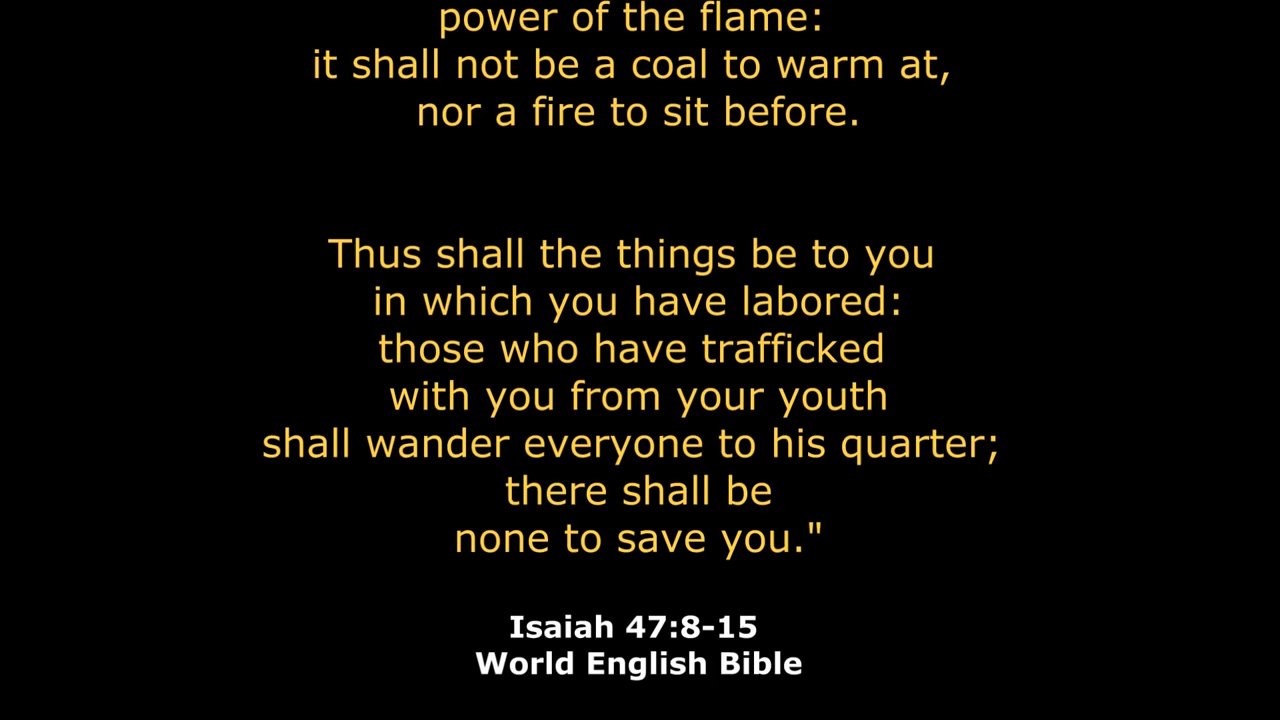 power of the flame:
it shall not be a coal to warm at,
nor a fire to sit before.
Thus shall the things be to you
in which you have labored:
those who have trafficked
with you from your youth
shall wander everyone to his quarter;
there shall be
none to save you."
Isaiah 47:8-15
World English Bible